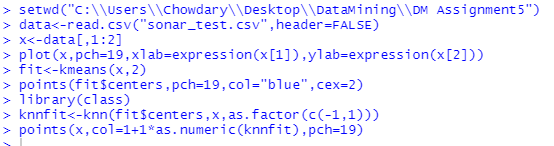 > setwd("C:\\Users\\Chowdary\\Desktop\\DataMining\\DM Assignment5")
> data<-read.csv("sonar_test.csv",header=FALSE)
> x<-data[,1:2]
> plot(x,pch=19,xlab=expression(x[1]),ylab=expression(x[2]))
> fit<-kmeans(x,2)
> points(fit$centers,pch=19,col="blue",cex=2)
> library(class)
> knnfit<-knn(fit$centers,x,as.factor(c(-1,1)))
> points(x,col=1+1*as.numeric(knnfit),pch=19)
>